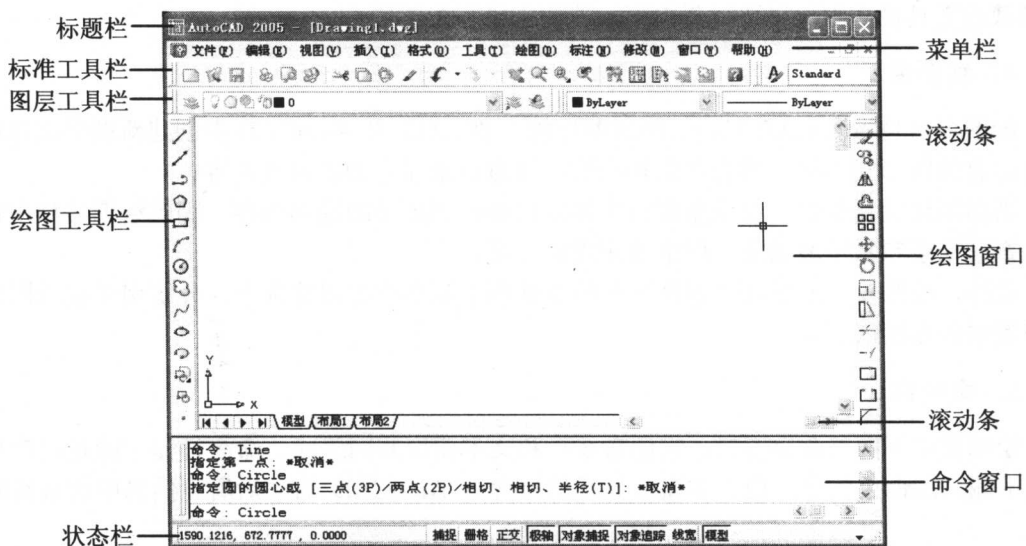 标题栏
AutoCAD 2005 - [Drawing1.dwg]
文件(F) 编辑(E) 视图(V) 插入(I) 格式(O) 工具(T) 绘图(D) 标注(N) 修改(M) 窗口(W) 帮助(H)
菜单栏
标准工具栏
Standard
图层工具栏
0
ByLayer
ByLayer
滚动条
绘图工具栏
绘图窗口
Y
X
模型 布局1 布局2
滚动条
命令: Line
指定第一点: *取消*
命令: Circle
指定圆的圆心或 [三点(3P)/两点(2P)/相切、相切、半径(T)]: *取消*
命令: Circle
命令窗口
状态栏
1590.1216, 672.7777 , 0.0000
捕捉 栅格 正交 极轴 对象捕捉 对象追踪 线宽 模型